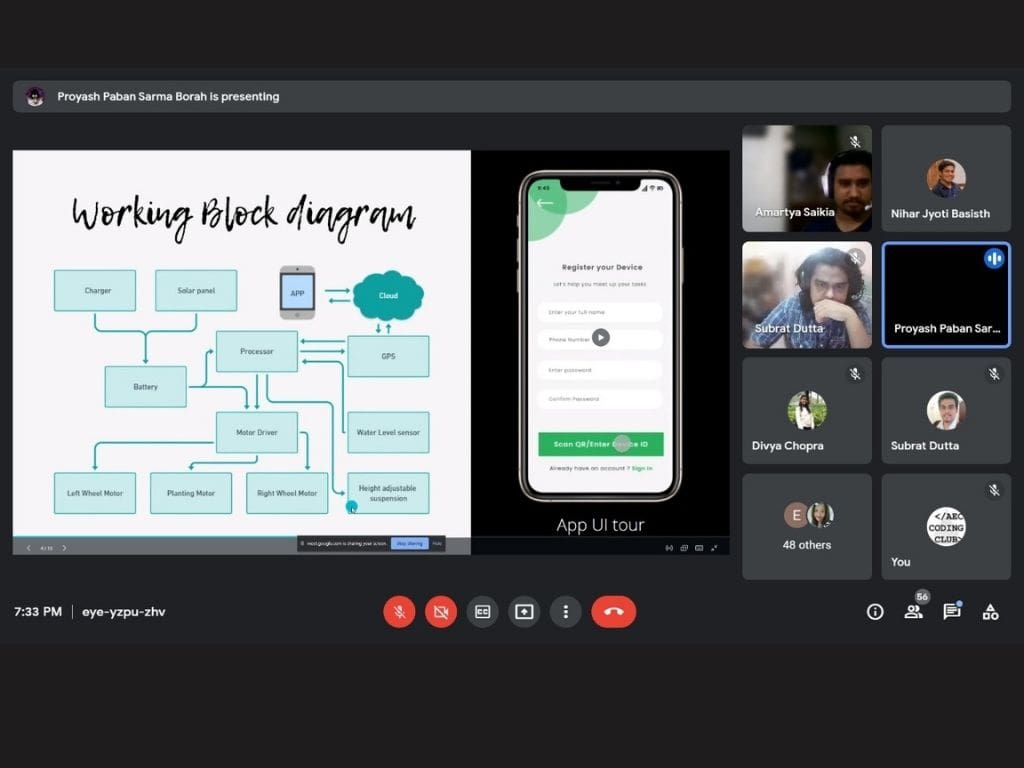 Proyash Paban Sarma Borah is presenting
Working Block diagram
Charger
Solar panel
APP
Cloud
Processor
GPS
Battery
Motor Driver
Water Level sensor
Left Wheel Motor
Planting Motor
Right Wheel Motor
Height adjustable
suspension
meet.google.com is sharing your screen.
Stop sharing
Hide
9:45
Register your Device
Let's help you meet up your tasks
Enter your full name
Phone Number
Enter password
Confirm Password
Scan QR/Enter Device ID
Already have an account ? Sign in
App UI tour
Amartya Saikia
Nihar Jyoti Basisth
Subrat Dutta
Proyash Paban Sar...
Divya Chopra
Subrat Dutta
E
48 others
</AEC
CODING
CLUB>
You
7:33 PM
eye-yzpu-zhv
56